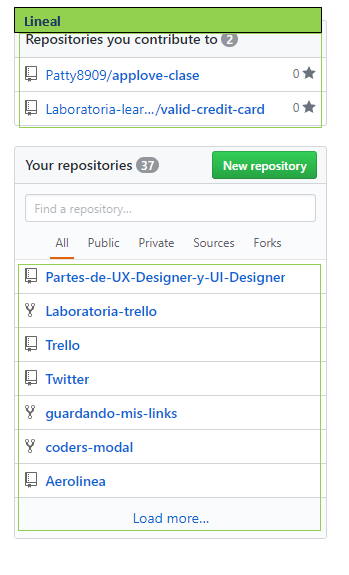 Lineal
Repositories you contribute to 2
Patty8909/applove-clase 0
Laboratoria-lear…/valid-credit-card 0
Your repositories 37 New repository
Find a repository…
All Public Private Sources Forks
Partes-de-UX-Designer-y-UI-Designer
Laboratoria-trello
Trello
Twitter
guardando-mis-links
coders-modal
Aerolinea
Load more…